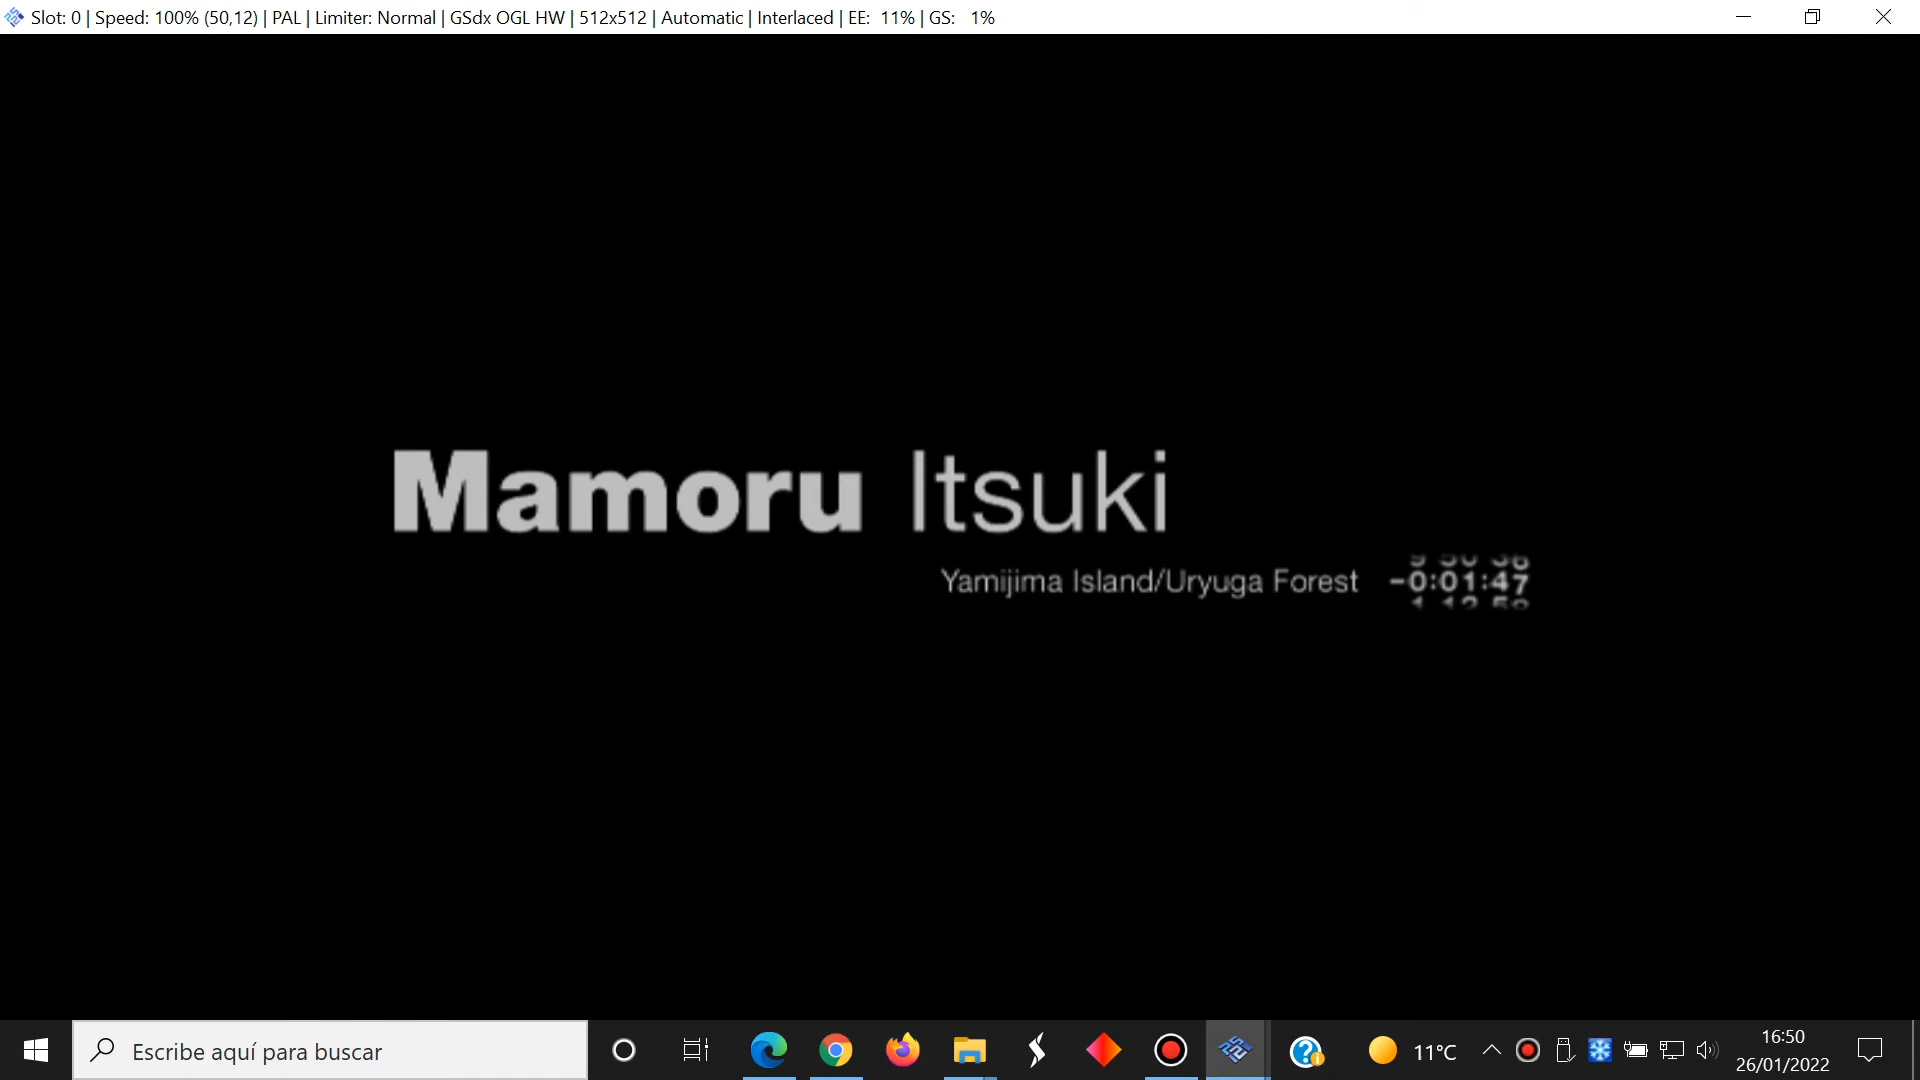 Slot: 0 | Speed: 100% (50,12) | PAL | Limiter: Normal | GSdx OGL HW | 512x512 | Automatic | Interlaced | EE: 11% | GS: 1%
Mamoru Itsuki
Yamijima Island/Uryuga Forest -0:01:47
Escribe aquí para buscar
11°C
16:50
26/01/2022